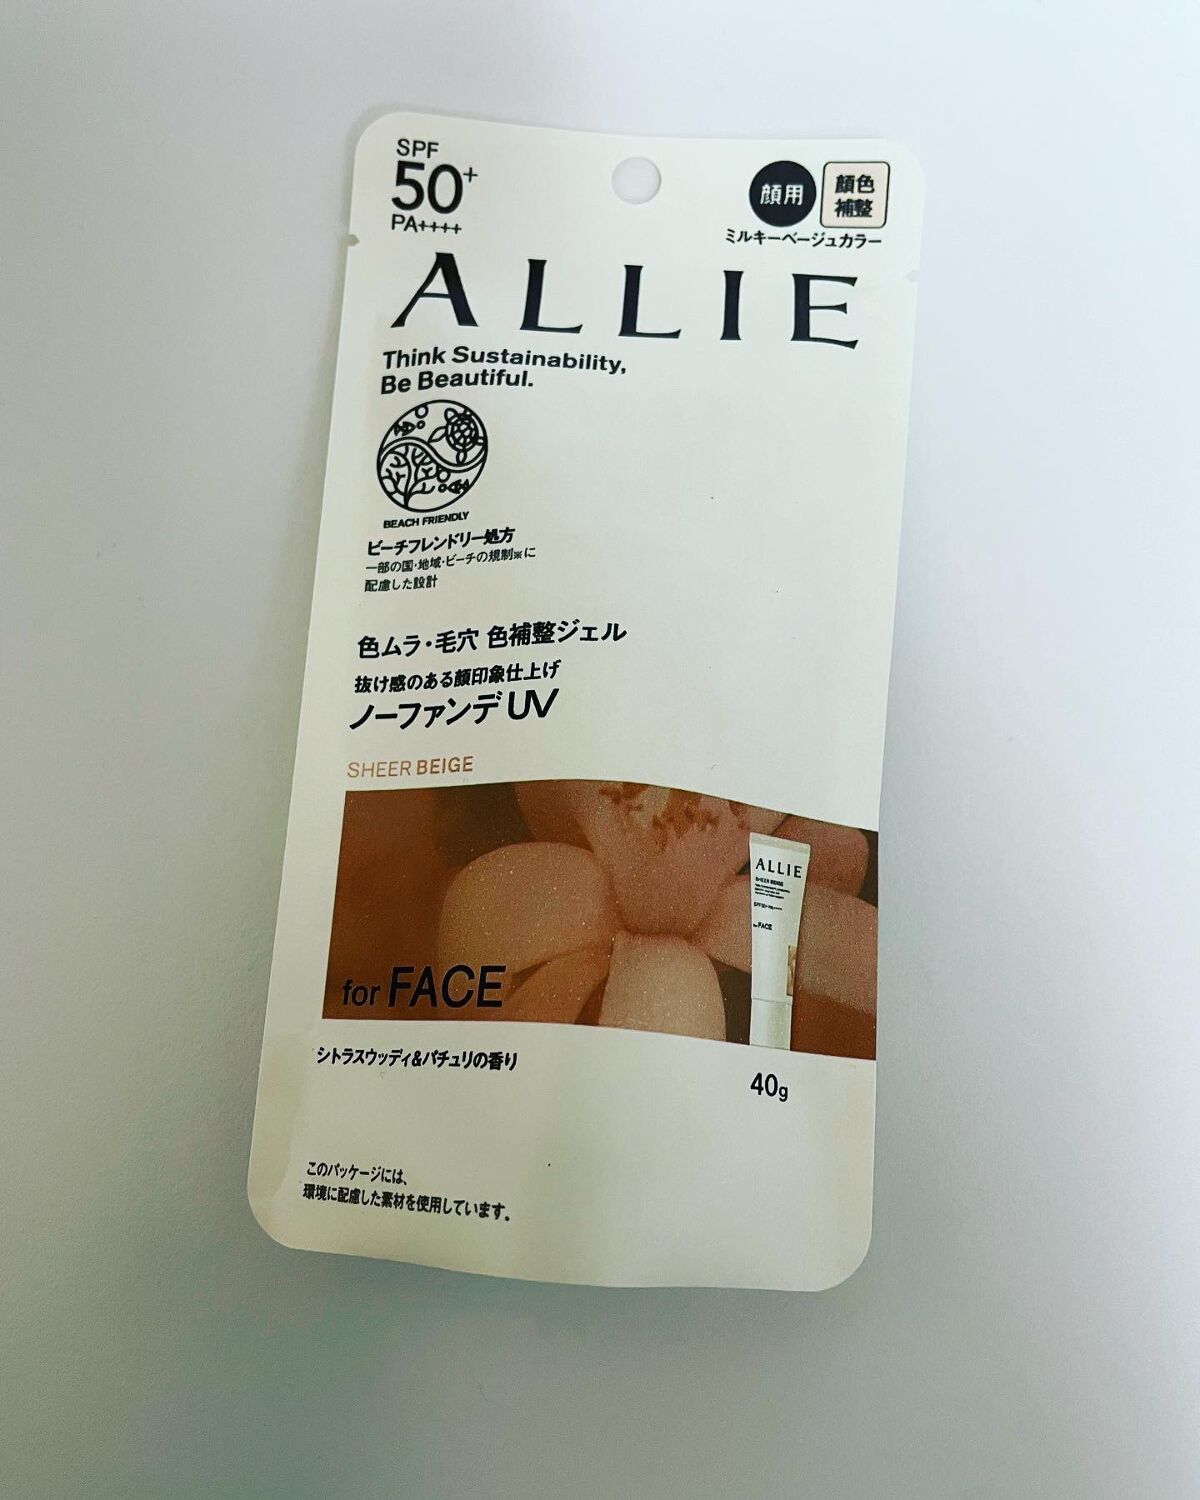 SPF
50+
PA++++
顔用
顔色
補整
ミルキーベージュカラー
ALLIE
Think Sustainability,
Be Beautiful.
BEACH FRIENDLY
ビーチフレンドリー処方
一部の国・地域・ビーチの規制※に
配慮した設計
色ムラ・毛穴 色補整ジェル
抜け感のある顔印象仕上げ
ノーファンデUV
SHEER BEIGE
ALLIE
SHEER BEIGE
for FACE
for FACE
シトラスウッディ&パチュリの香り
40g
このパッケージには、
環境に配慮した素材を使用しています。